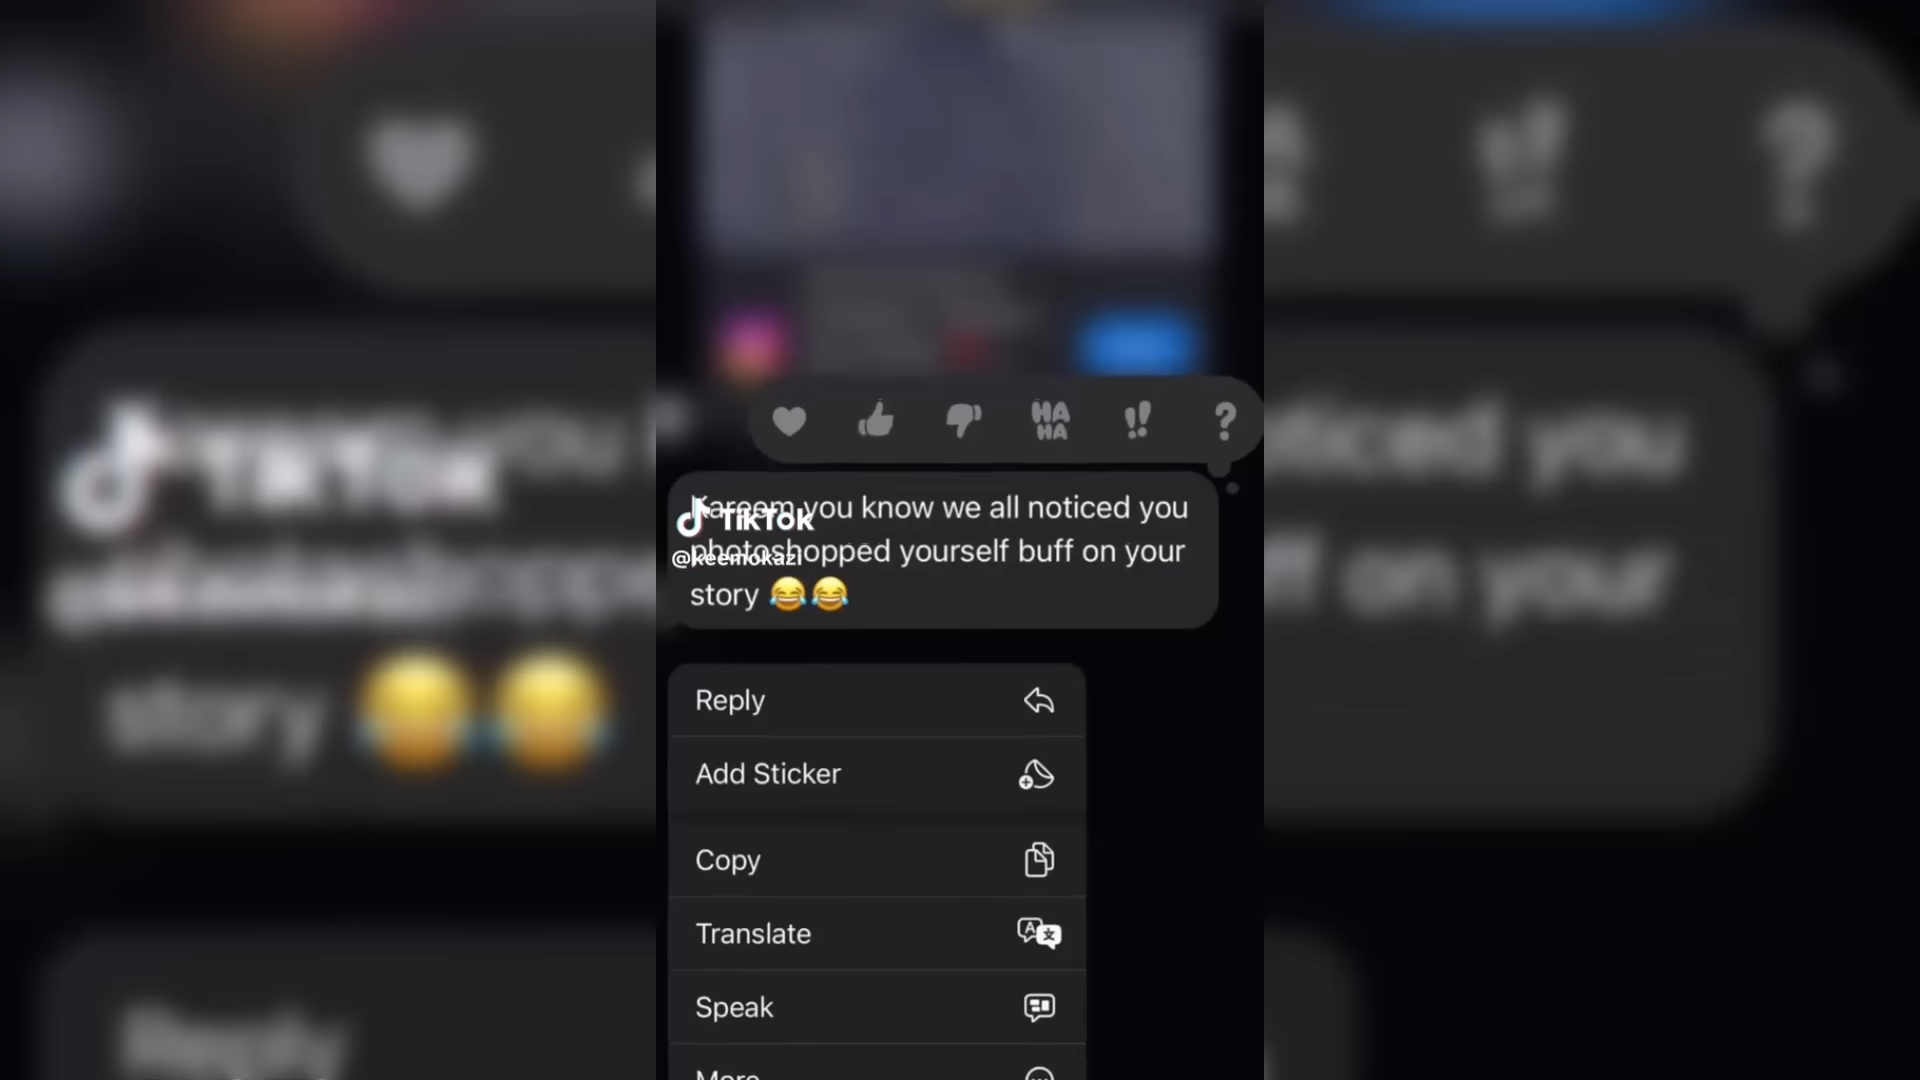 HA
HA
!!
?
Kareem you know we all noticed you
photoshopped yourself buff on your
story 😂😂
TikTok
@keemokazi
Reply
Add Sticker
Copy
Translate
Speak
More